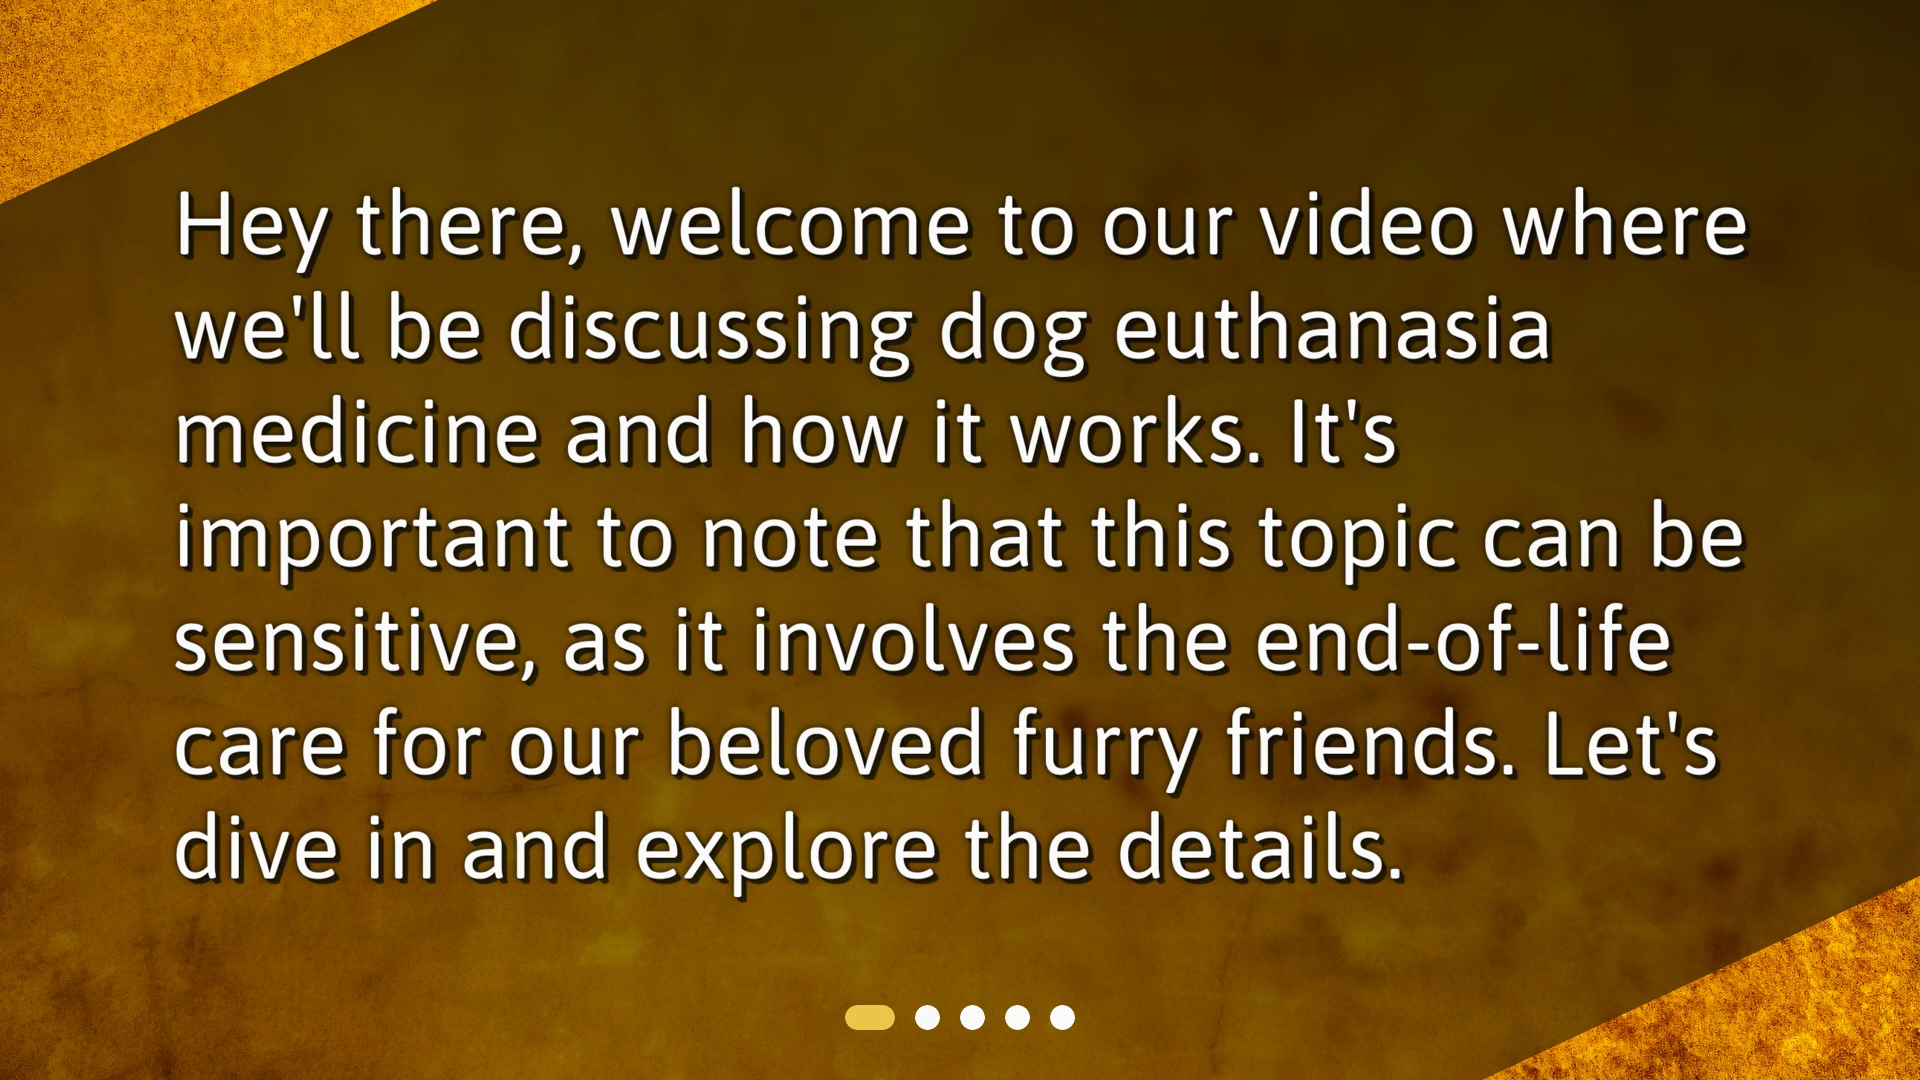 Hey there, welcome to our video where
we'll be discussing dog euthanasia
medicine and how it works. It's
important to note that this topic can be
sensitive, as it involves the end-of-life
care for our beloved furry friends. Let's
dive in and explore the details.